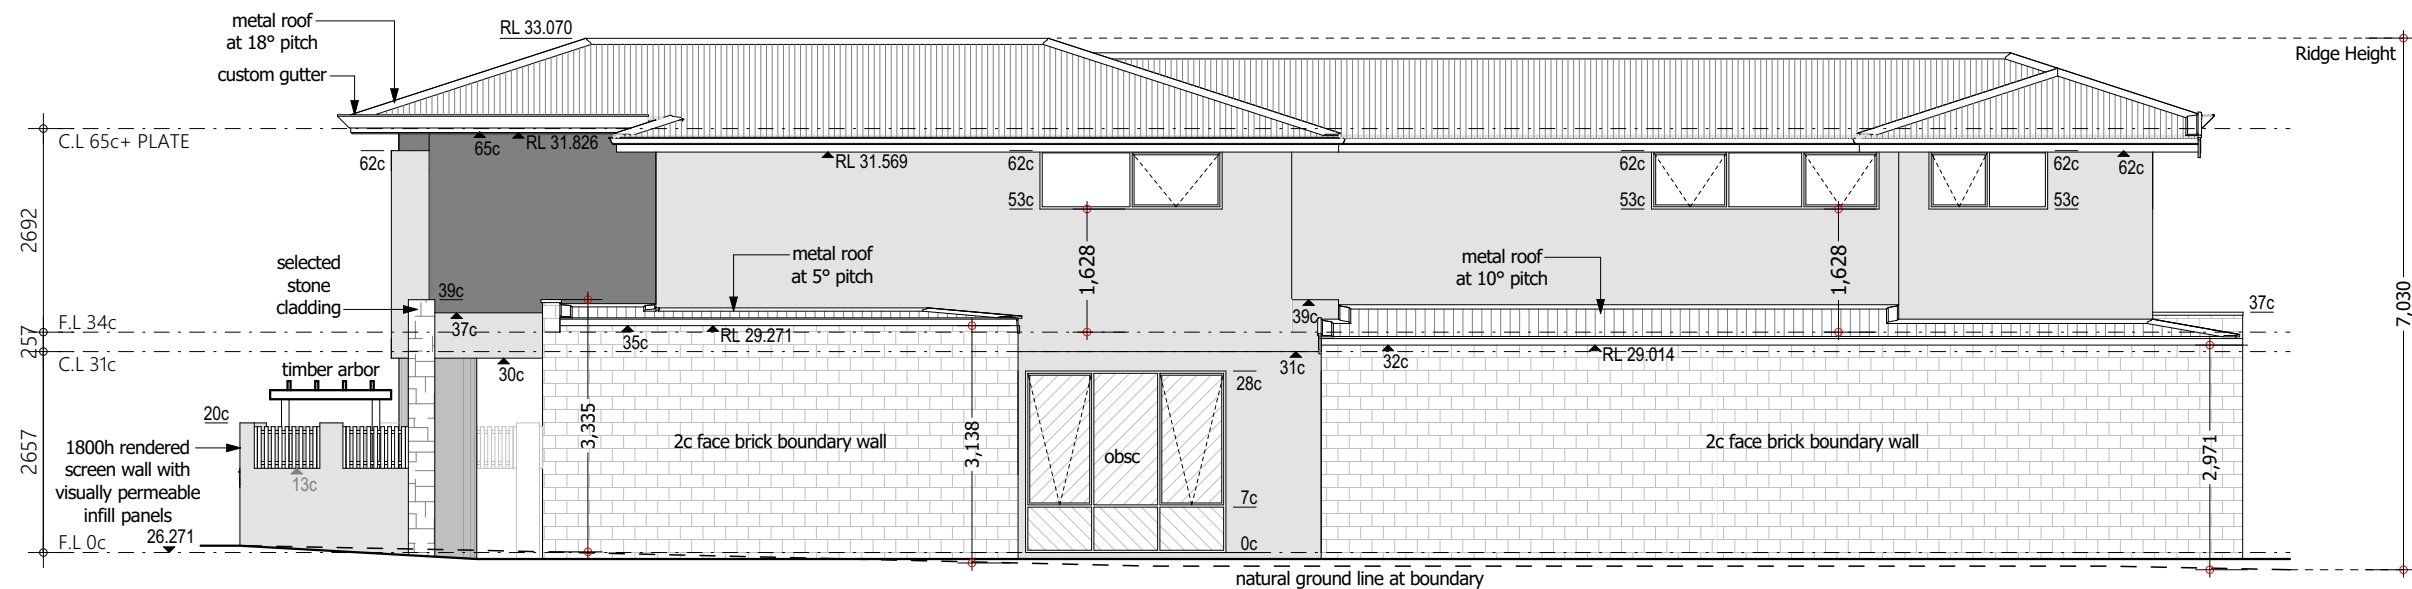 metal roof
at 18° pitch
RL 33.070
Ridge Height
custom gutter
C.L 65c+ PLATE
65c
RL 31.826
62c
RL 31.569
62c
62c
62c
62c
53c
53c
53c
2692
selected
stone
cladding
metal roof
at 5° pitch
1,628
metal roof
at 10° pitch
1,628
7,030
39c
37c
39c
37c
F.L 34c
257
C.L 31c
35c
RL 29.271
30c
31c
32c
RL 29.014
timber arbor
28c
20c
2657
1800h rendered
screen wall with
visually permeable
infill panels
13c
3,335
2c face brick boundary wall
3,138
obsc
2c face brick boundary wall
2,971
7c
F.L 0c
26.271
0c
natural ground line at boundary